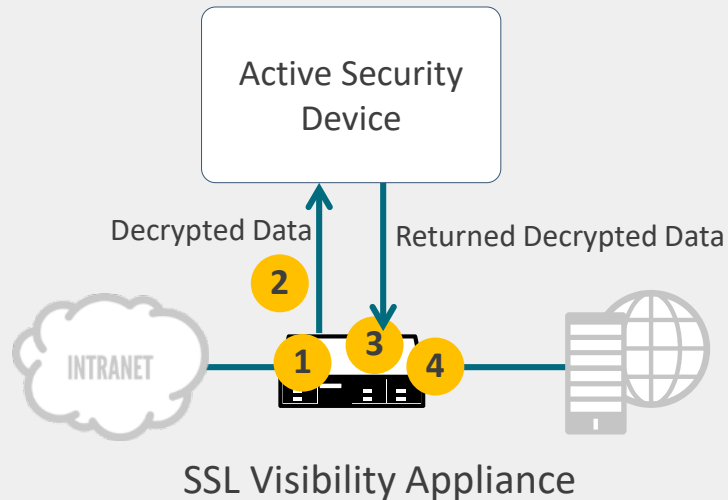 Active Security
Device
Decrypted Data
Returned Decrypted Data
2
INTRANET
1
3
4
SSL Visibility Appliance